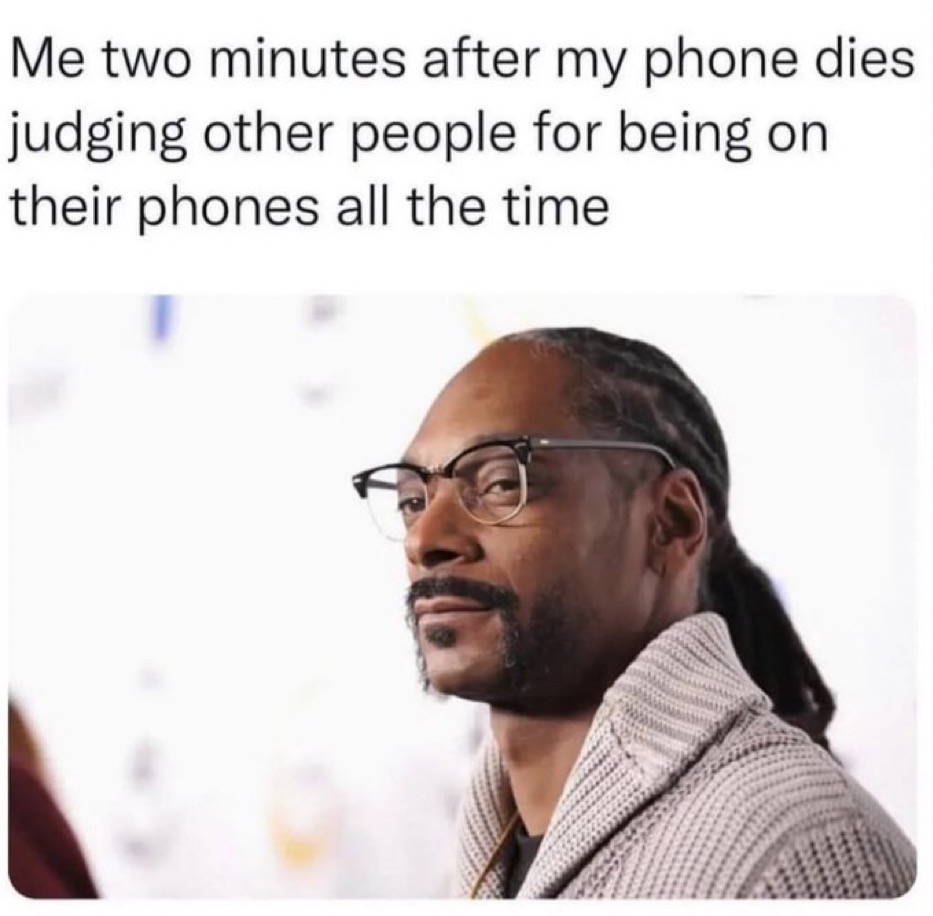 Me two minutes after my phone dies
judging other people for being on
their phones all the time